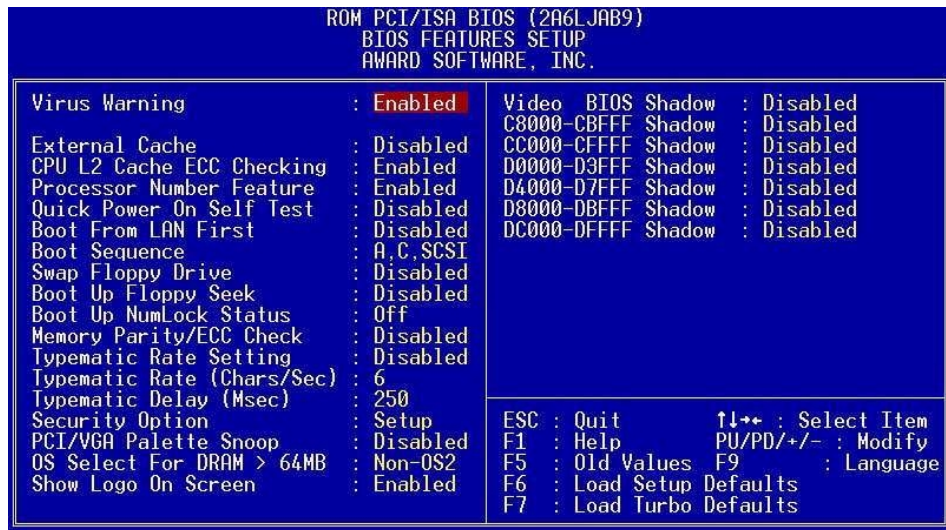 ROM PCI/ISA BIOS (2A6LJAB9)
BIOS FEATURES SETUP
AWARD SOFTWARE, INC.
Virus Warning : Enabled
External Cache : Disabled
CPU L2 Cache ECC Checking : Enabled
Processor Number Feature : Enabled
Quick Power On Self Test : Disabled
Boot From LAN First : Disabled
Boot Sequence : A,C,SCSI
Swap Floppy Drive : Disabled
Boot Up Floppy Seek : Disabled
Boot Up NumLock Status : Off
Memory Parity/ECC Check : Disabled
Typematic Rate Setting : Disabled
Typematic Rate (Chars/Sec) : 6
Typematic Delay (Msec) : 250
Security Option : Setup
PCI/VGA Palette Snoop : Disabled
OS Select For DRAM > 64MB : Non-OS2
Show Logo On Screen : Enabled
Video BIOS Shadow : Disabled
C8000-CBFFF Shadow : Disabled
CC000-CFFFF Shadow : Disabled
D0000-D3FFF Shadow : Disabled
D4000-D7FFF Shadow : Disabled
D8000-DBFFF Shadow : Disabled
DC000-DFFFF Shadow : Disabled
ESC : Quit ↑↓→← : Select Item
F1 : Help PU/PD/+/- : Modify
F5 : Old Values F9 : Language
F6 : Load Setup Defaults
F7 : Load Turbo Defaults